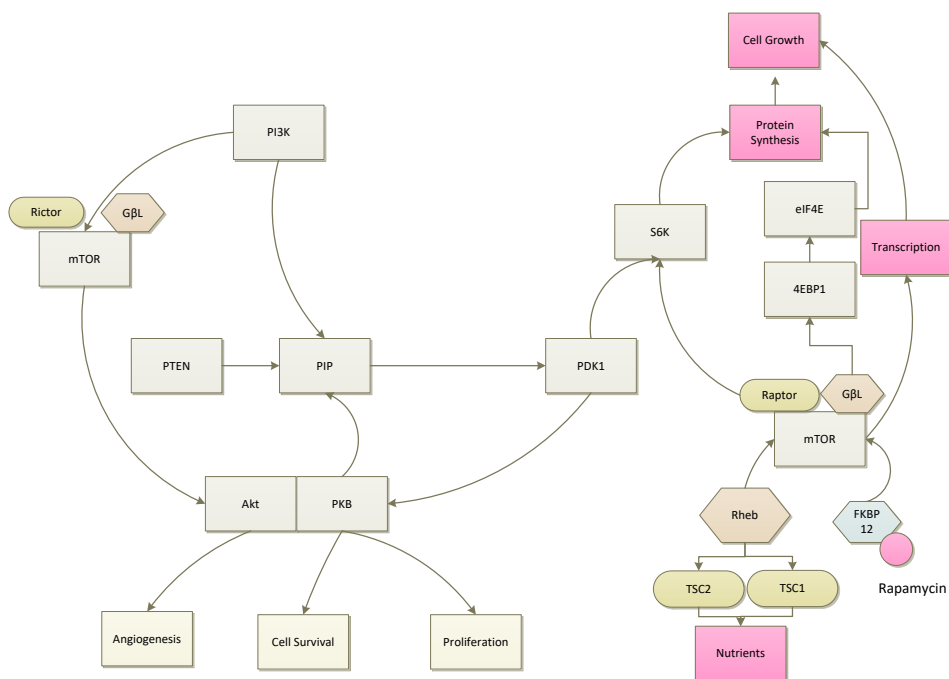 Cell Growth
Protein
Synthesis
PI3K
Rictor
GβL
mTOR
S6K
eIF4E
Transcription
4EBP1
PTEN
PIP
PDK1
Raptor
GβL
mTOR
Akt
PKB
Rheb
FKBP
12
Rapamycin
TSC2
TSC1
Angiogenesis
Cell Survival
Proliferation
Nutrients